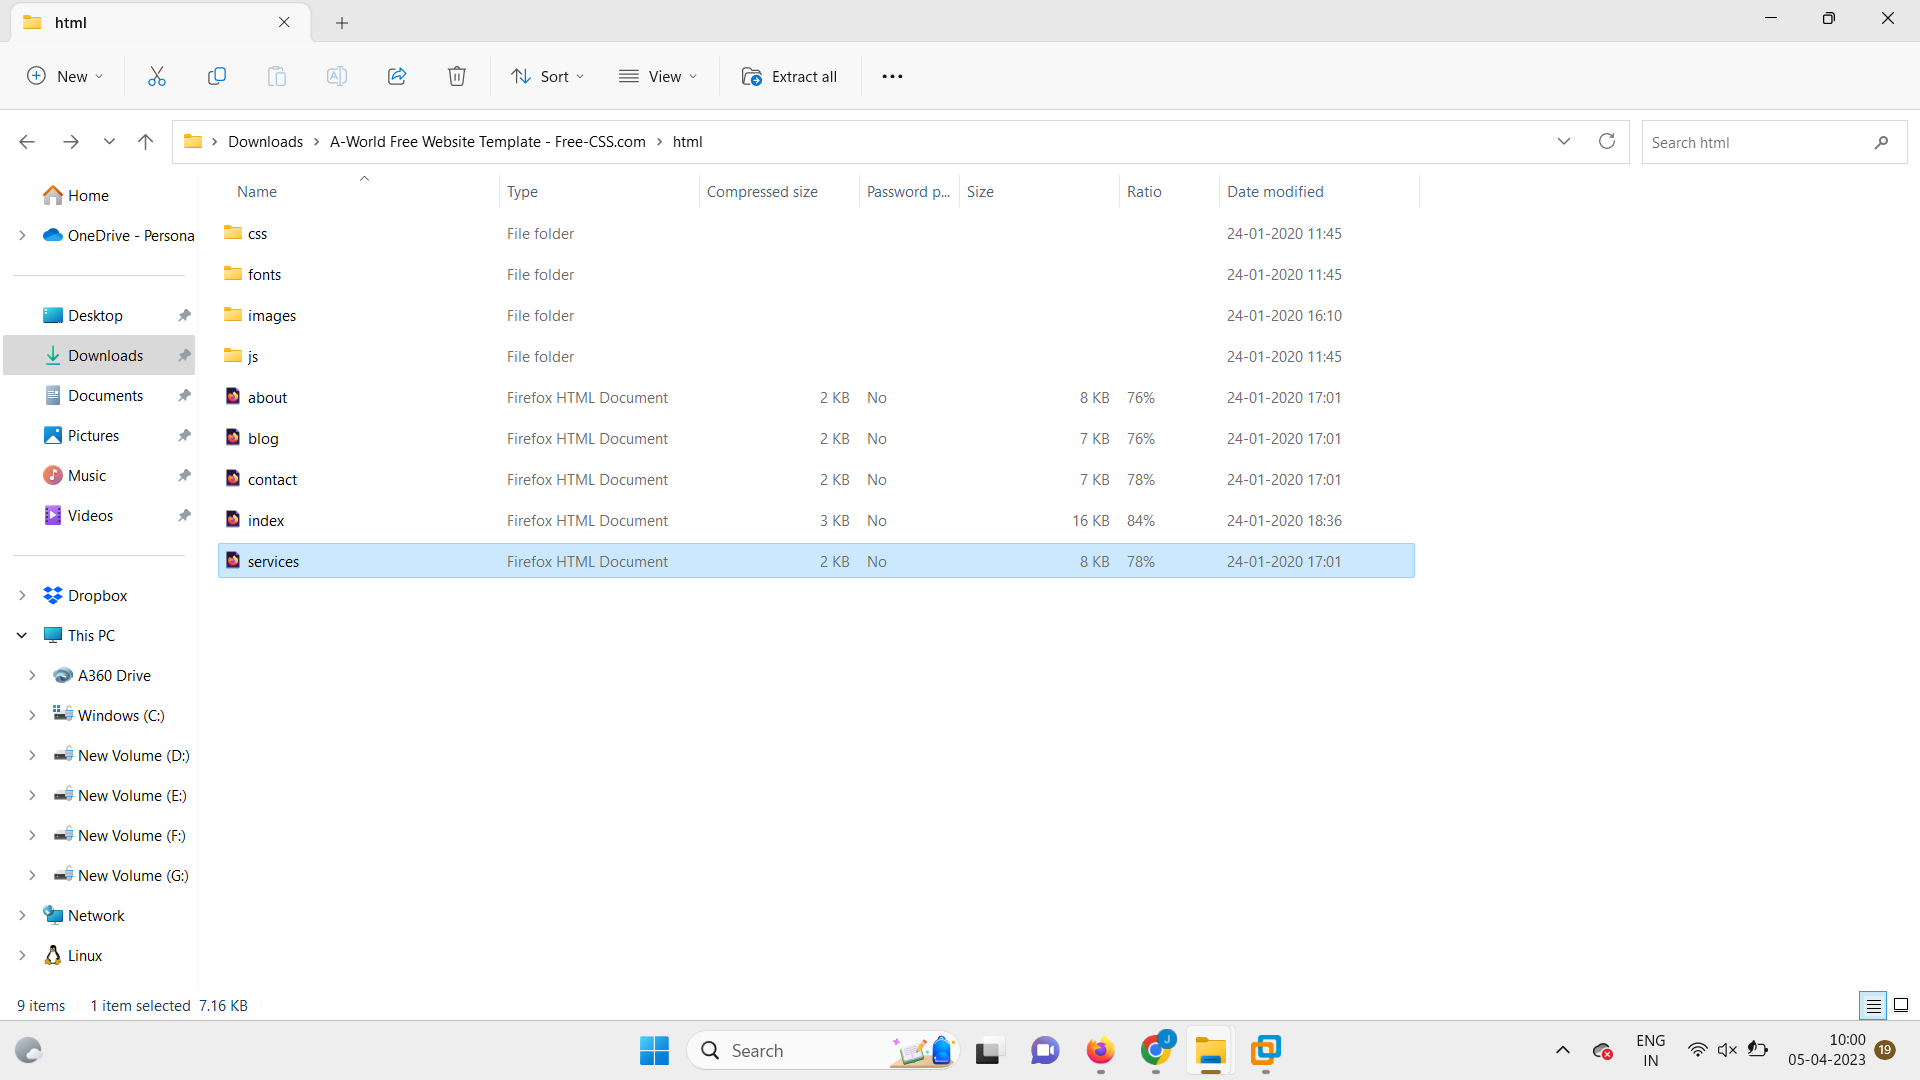 html
New
Sort
View
Extract all
Downloads
A-World Free Website Template - Free-CSS.com
html
Search html
Name Type Compressed size Password p... Size Ratio Date modified
Home
OneDrive - Persona
Desktop
Downloads
Documents
Pictures
Music
Videos
Dropbox
This PC
A360 Drive
Windows (C:)
New Volume (D:)
New Volume (E:)
New Volume (F:)
New Volume (G:)
Network
Linux
css File folder 24-01-2020 11:45
fonts File folder 24-01-2020 11:45
images File folder 24-01-2020 16:10
js File folder 24-01-2020 11:45
about Firefox HTML Document 2 KB No 8 KB 76% 24-01-2020 17:01
blog Firefox HTML Document 2 KB No 7 KB 76% 24-01-2020 17:01
contact Firefox HTML Document 2 KB No 7 KB 78% 24-01-2020 17:01
index Firefox HTML Document 3 KB No 16 KB 84% 24-01-2020 18:36
services Firefox HTML Document 2 KB No 8 KB 78% 24-01-2020 17:01
9 items 1 item selected 7.16 KB
Search
J
ENG
IN
10:00
05-04-2023
19